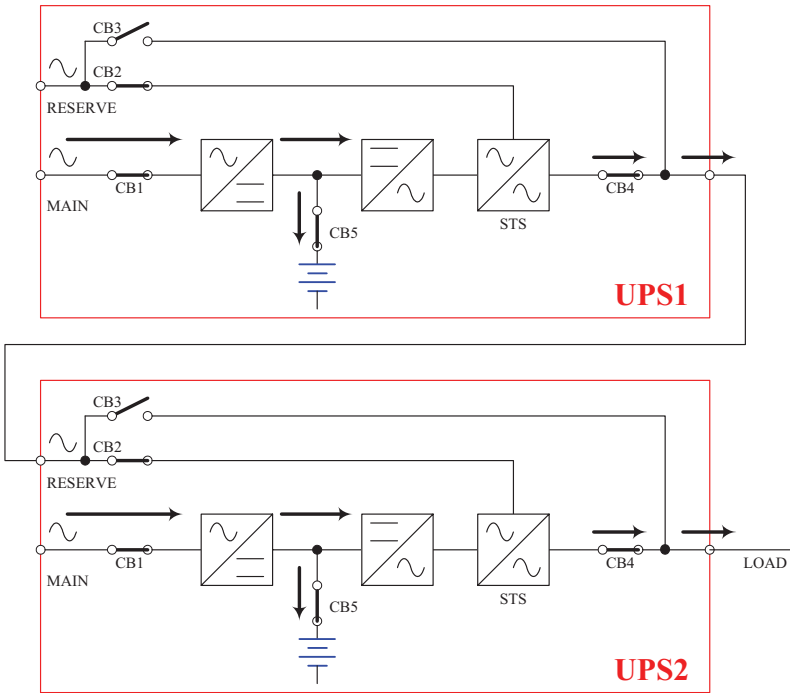 CB3
CB2
RESERVE
CB1
MAIN
CB4
STS
CB5
UPS1
CB3
CB2
RESERVE
CB1
MAIN
CB4
LOAD
STS
CB5
UPS2